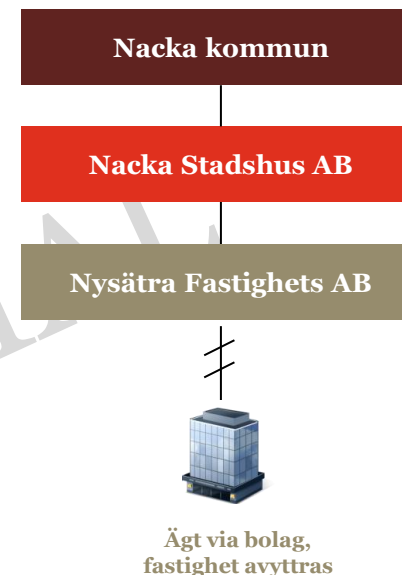 Nacka kommun
Nacka Stadshus AB
Nysätra Fastighets AB
Ägt via bolag,
fastighet avyttras